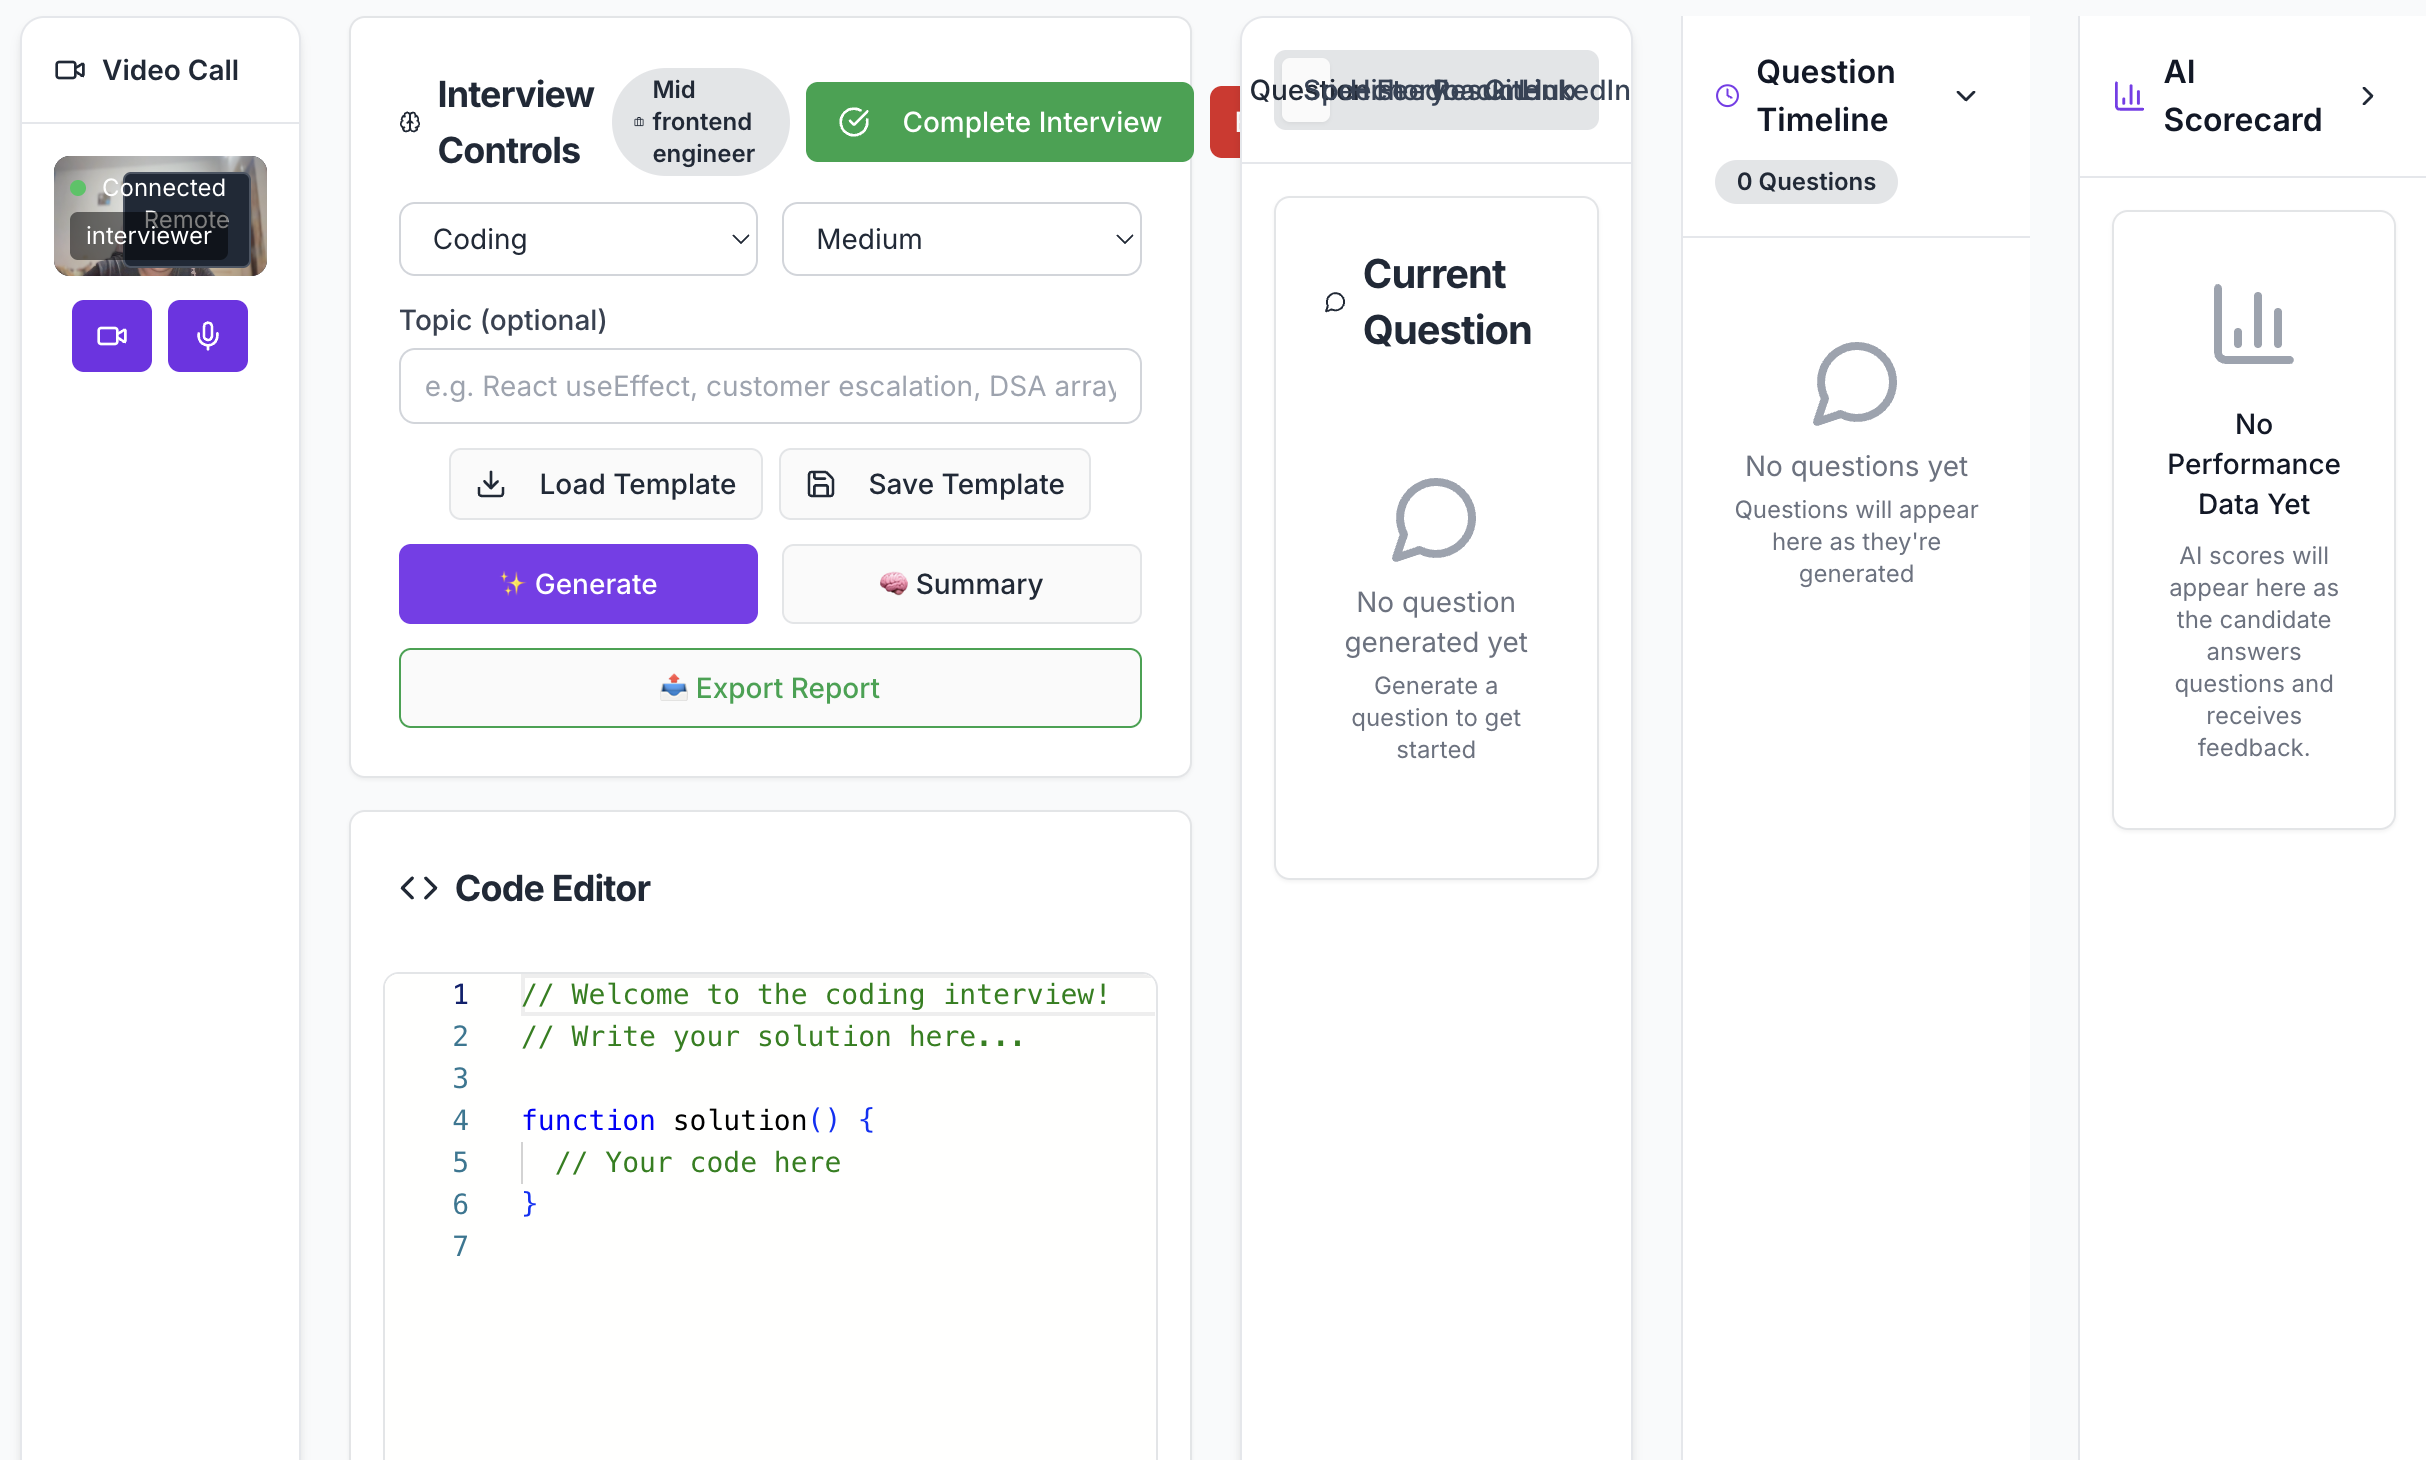 Video Call
Connected
Remote
interviewer
Interview
Controls
Mid
frontend
engineer
Complete Interview
Coding
Medium
Topic (optional)
e.g. React useEffect, customer escalation, DSA array
Load Template
Save Template
✨ Generate
🧠 Summary
📤 Export Report
Code Editor
1 // Welcome to the coding interview!
2 // Write your solution here...
3
4 function solution() {
5 // Your code here
6 }
7
Question
LinkedIn
Current
Question
No question
generated yet
Generate a
question to get
started
Question
Timeline
0 Questions
No questions yet
Questions will appear
here as they're
generated
AI
Scorecard
No
Performance
Data Yet
AI scores will
appear here as
the candidate
answers
questions and
receives
feedback.